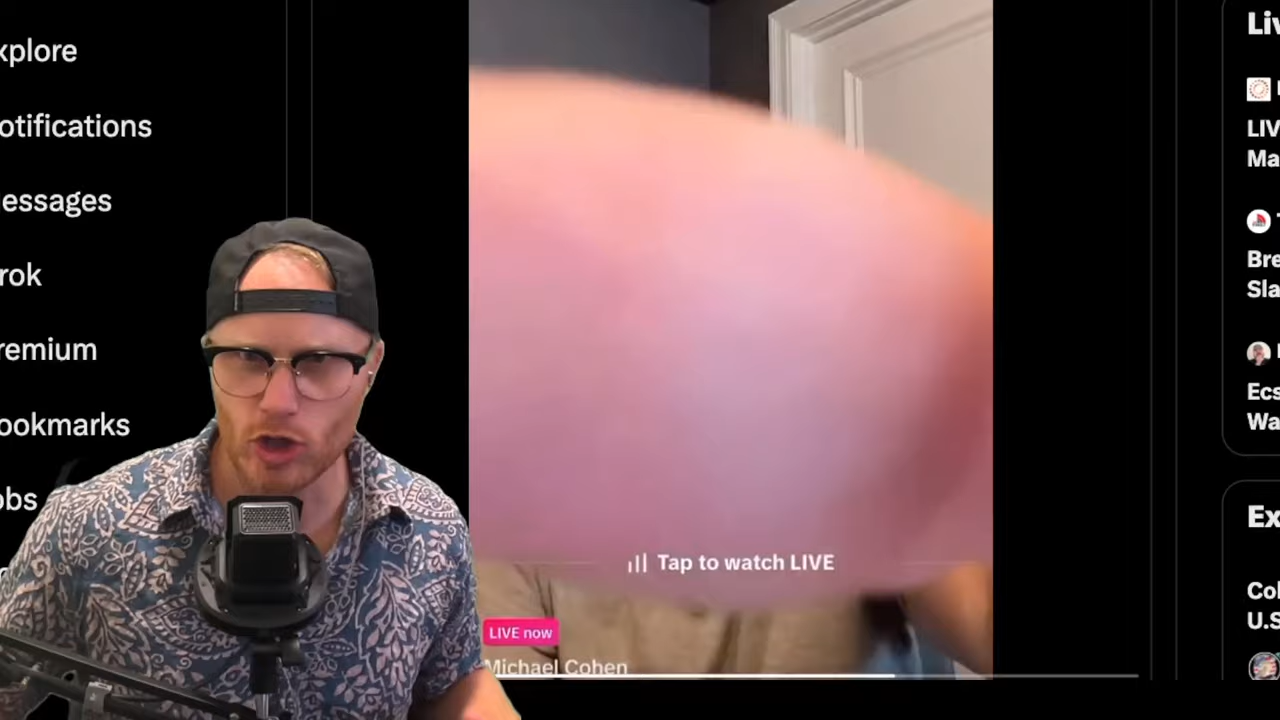 xplore
otifications
essages
rok
remium
ookmarks
obs
Tap to watch LIVE
LIVE now
Michael Cohen
Liv
LIV
Ma
Bre
Sla
Ecs
Wa
Ex
Col
U.S